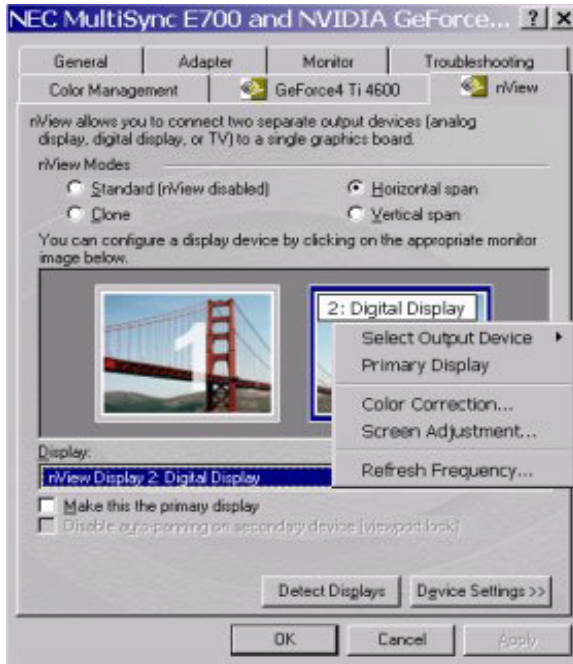 NEC MultiSync E700 and NVIDIA GeForce... ? X
General Adapter Monitor Troubleshooting
Color Management GeForce4 Ti 4600 nView
nView allows you to connect two separate output devices (analog
display, digital display, or TV) to a single graphics board.
nView Modes
Standard (nView disabled) Horizontal span
Clone Vertical span
You can configure a display device by clicking on the appropriate monitor
image below.
1
2: Digital Display
Select Output Device
Primary Display
Color Correction...
Screen Adjustment...
Refresh Frequency...
Display:
nView Display 2: Digital Display
Make this the primary display
Disable auto-panning on secondary device (viewport lock)
Detect Displays Device Settings >>
OK Cancel Apply